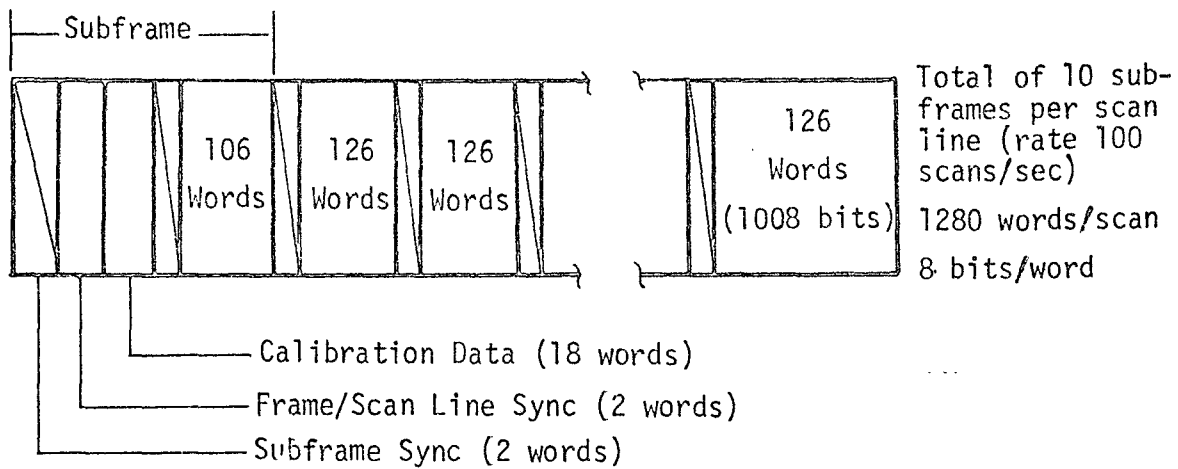 Subframe
106
Words
126
Words
126
Words
126
Words
(1008 bits)
Total of 10 sub-
frames per scan
line (rate 100
scans/sec)
1280 words/scan
8 bits/word
Calibration Data (18 words)
Frame/Scan Line Sync (2 words)
Subframe Sync (2 words)